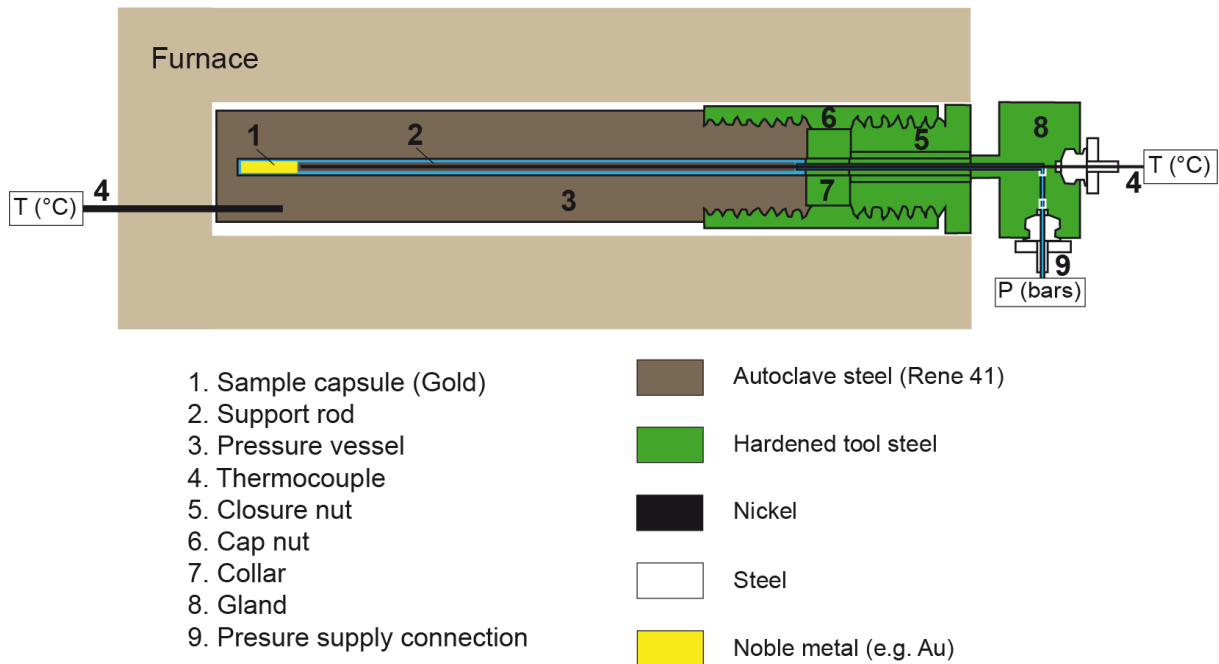 Furnace
1
2
6
5
8
4
T (°C)
3
7
4
T (°C)
9
P (bars)
1. Sample capsule (Gold)
2. Support rod
3. Pressure vessel
4. Thermocouple
5. Closure nut
6. Cap nut
7. Collar
8. Gland
9. Presure supply connection
Autoclave steel (Rene 41)
Hardened tool steel
Nickel
Steel
Noble metal (e.g. Au)